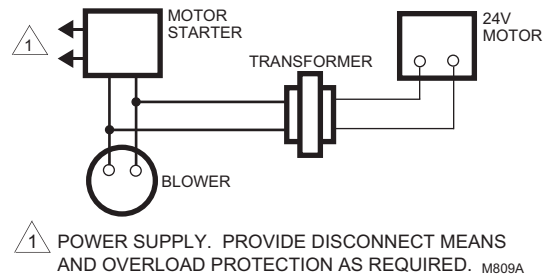 1
MOTOR
STARTER
24V
MOTOR
TRANSFORMER
BLOWER
1 POWER SUPPLY. PROVIDE DISCONNECT MEANS
AND OVERLOAD PROTECTION AS REQUIRED. M809A